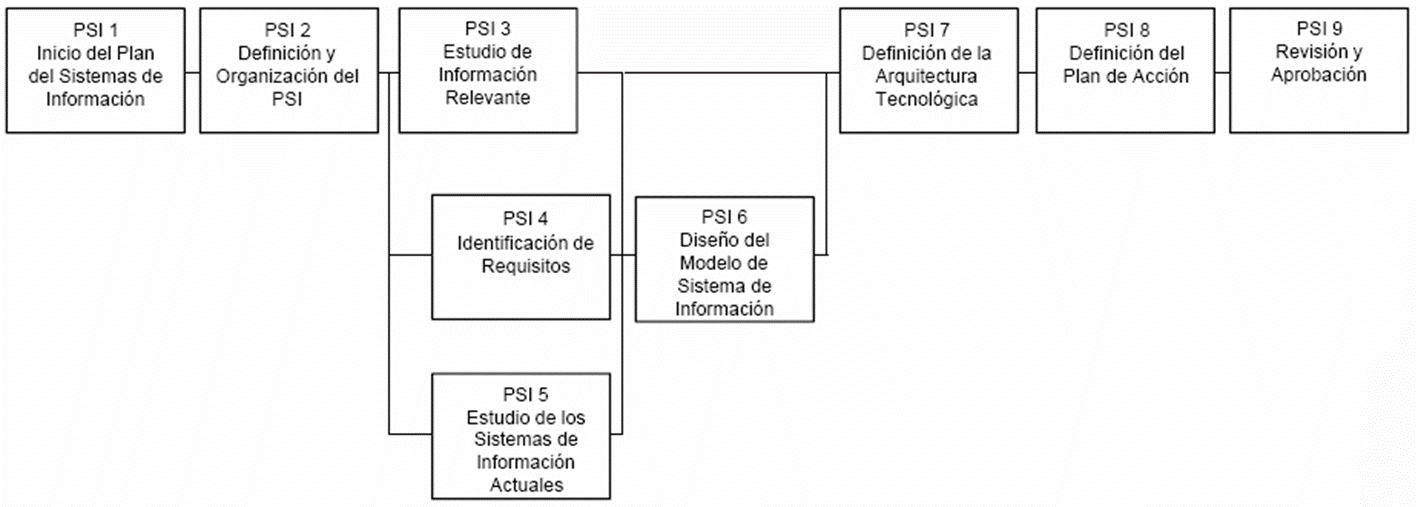 PSI 1
Inicio del Plan
del Sistemas de
Información
PSI 2
Definición y
Organización del
PSI
PSI 3
Estudio de
Información
Relevante
PSI 4
Identificación de
Requisitos
PSI 5
Estudio de los
Sistemas de
Información
Actuales
PSI 6
Diseño del
Modelo de
Sistema de
Información
PSI 7
Definición de la
Arquitectura
Tecnológica
PSI 8
Definición del
Plan de Acción
PSI 9
Revisión y
Aprobación